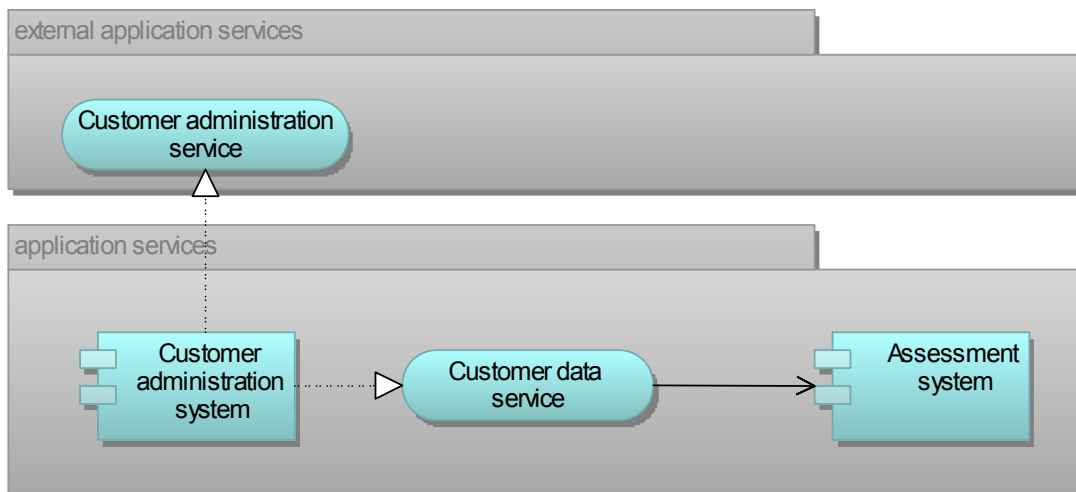 external application services
Customer administration
service
application services
Customer
administration
system
Customer data
service
Assessment
system